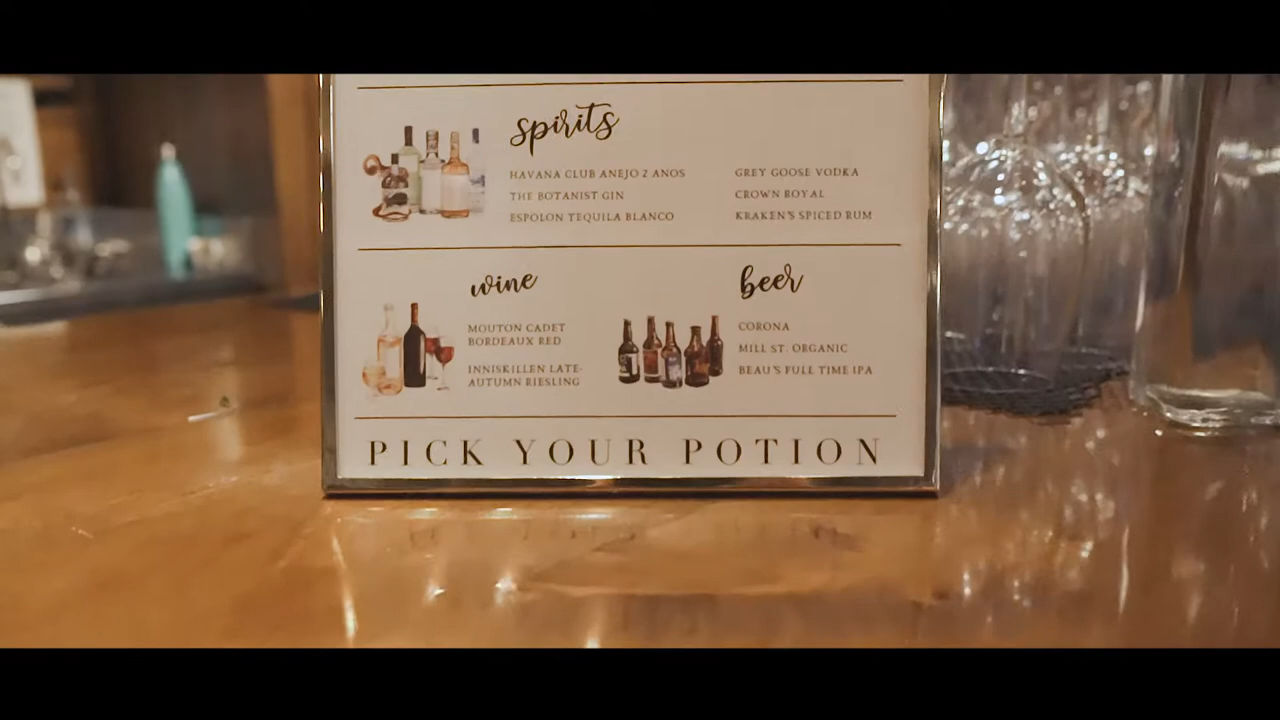 spirits
HAVANA CLUB ANEJO 2 ANOS
THE BOTANIST GIN
ESPOLON TEQUILA BLANCO
GREY GOOSE VODKA
CROWN ROYAL
KRAKEN'S SPICED RUM
wine
MOUTON CADET
BORDEAUX RED
INNISKILLEN LATE-
AUTUMN RIESLING
beer
CORONA
MILL ST. ORGANIC
BEAU'S FULL TIME IPA
PICK YOUR POTION